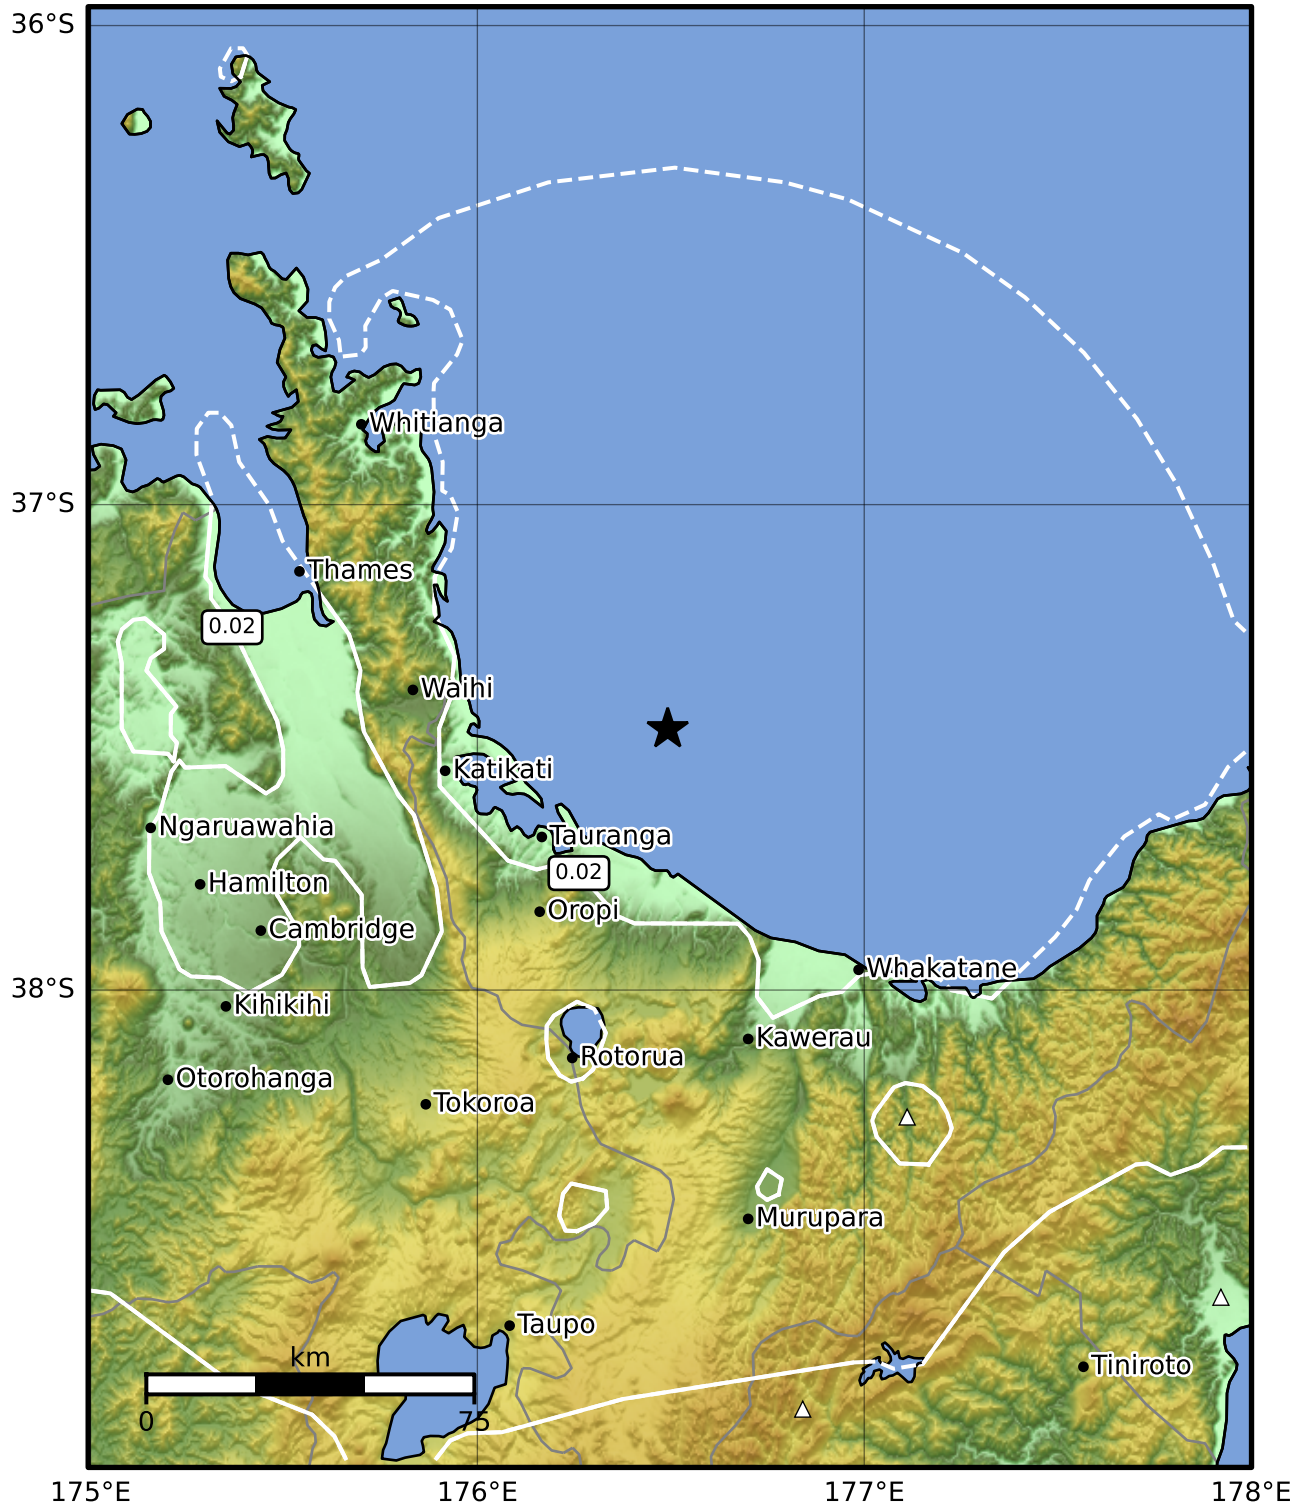 36°S
Whitianga
37°S
Thames
0.02
Waihi
Katikati
Ngaruawahia
Tauranga
0.02
Hamilton
Oropi
Cambridge
Whakatane
38°S
Kihikihi
Kawerau
Rotorua
Otorohanga
Tokoroa
Murupara
Taupo
km
Tiniroto
0 75
175°E 176°E 177°E 178°E